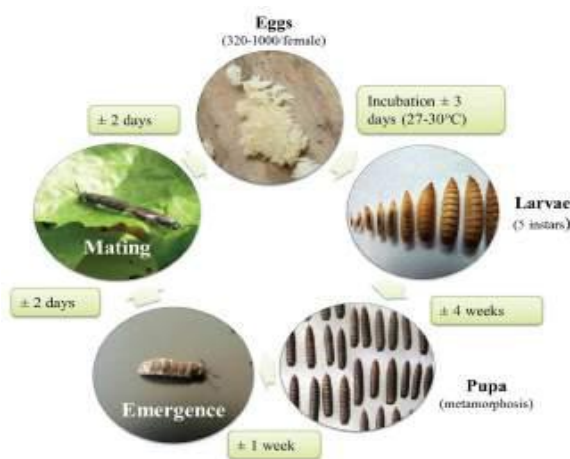 Eggs
(320-1000/female)
Incubation ± 3
days (27-30°C)
Larvae
(5 instars)
± 4 weeks
Pupa
(metamorphosis)
± 1 week
Emergence
± 2 days
Mating
± 2 days